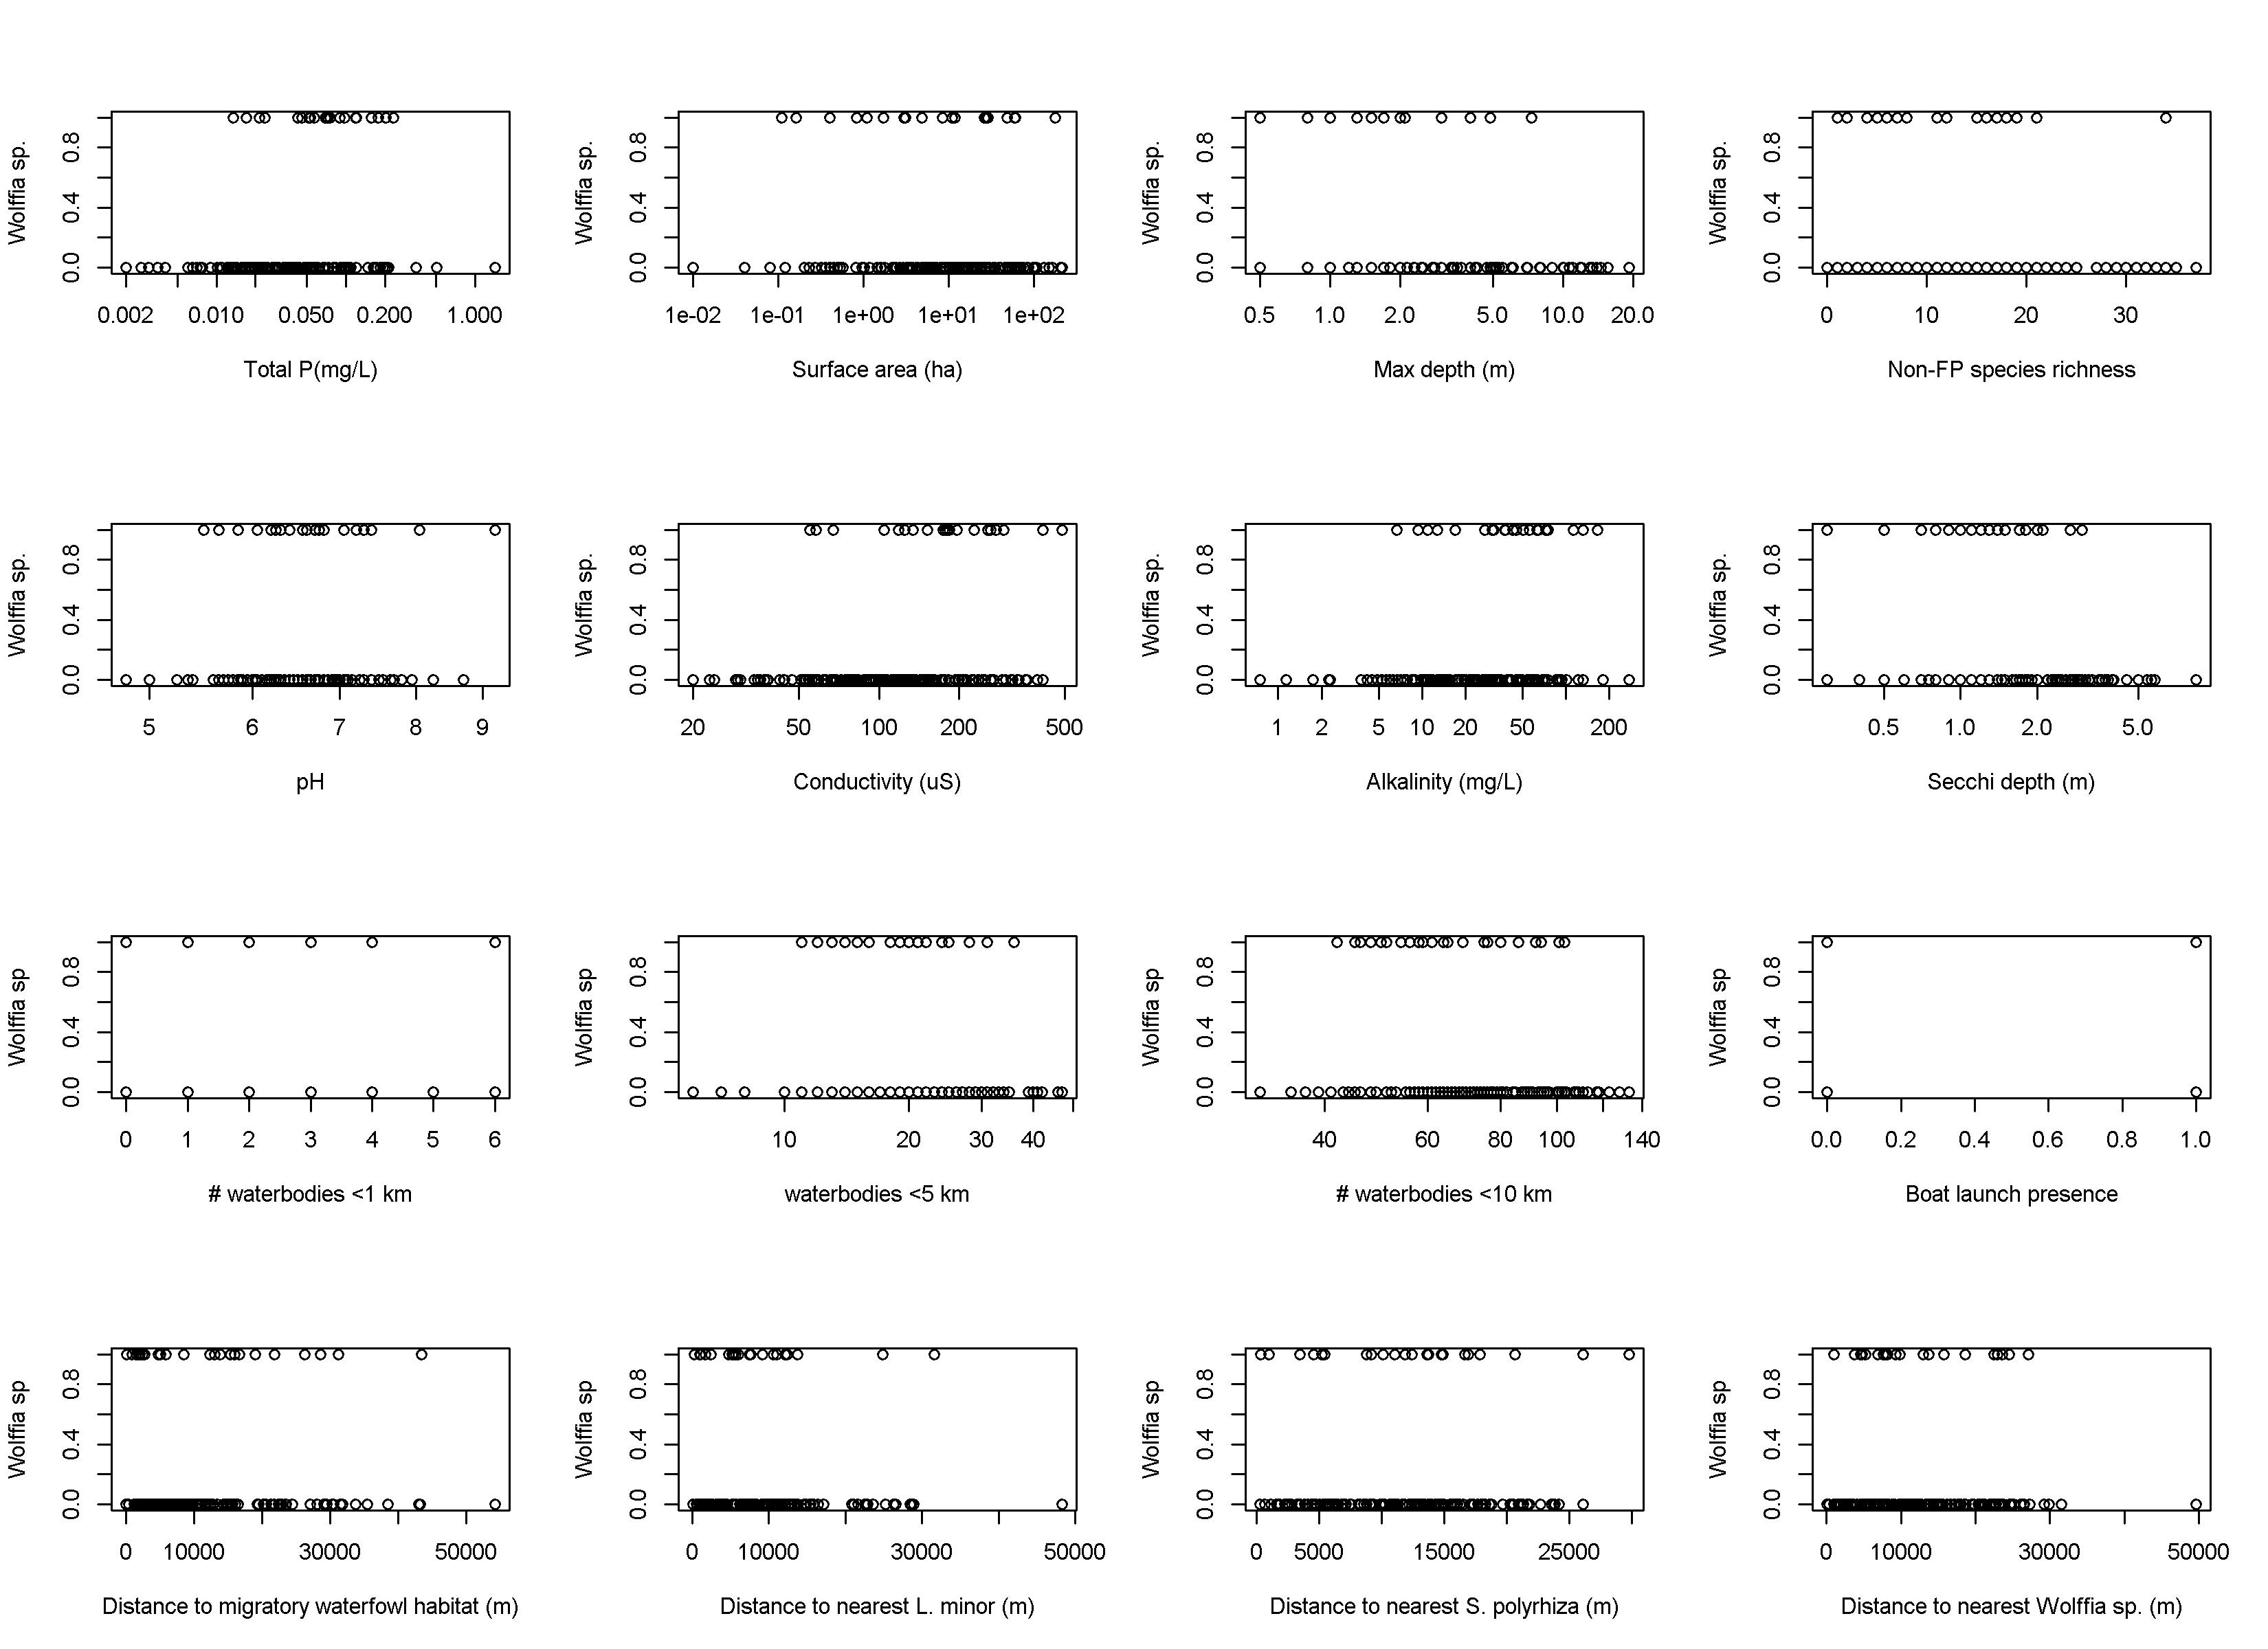 Wolffia sp.
0.0 0.4 0.8
0.002 0.010 0.050 0.200 1.000
Total P(mg/L)
Wolffia sp.
0.0 0.4 0.8
1e-02 1e-01 1e+00 1e+01 1e+02
Surface area (ha)
Wolffia sp.
0.0 0.4 0.8
0.5 1.0 2.0 5.0 10.0 20.0
Max depth (m)
Wolffia sp.
0.0 0.4 0.8
0 10 20 30
Non-FP species richness
Wolffia sp.
0.0 0.4 0.8
5 6 7 8 9
pH
Wolffia sp.
0.0 0.4 0.8
20 50 100 200 500
Conductivity (uS)
Wolffia sp.
0.0 0.4 0.8
1 2 5 10 20 50 200
Alkalinity (mg/L)
Wolffia sp.
0.0 0.4 0.8
0.5 1.0 2.0 5.0
Secchi depth (m)
Wolffia sp
0.0 0.4 0.8
0 1 2 3 4 5 6
# waterbodies <1 km
Wolffia sp
0.0 0.4 0.8
10 20 30 40
waterbodies <5 km
Wolffia sp
0.0 0.4 0.8
40 60 80 100 140
# waterbodies <10 km
Wolffia sp
0.0 0.4 0.8
0.0 0.2 0.4 0.6 0.8 1.0
Boat launch presence
Wolffia sp
0.0 0.4 0.8
0 10000 30000 50000
Distance to migratory waterfowl habitat (m)
Wolffia sp
0.0 0.4 0.8
0 10000 30000 50000
Distance to nearest L. minor (m)
Wolffia sp
0.0 0.4 0.8
0 5000 15000 25000
Distance to nearest S. polyrhiza (m)
Wolffia sp
0.0 0.4 0.8
0 10000 30000 50000
Distance to nearest Wolffia sp. (m)